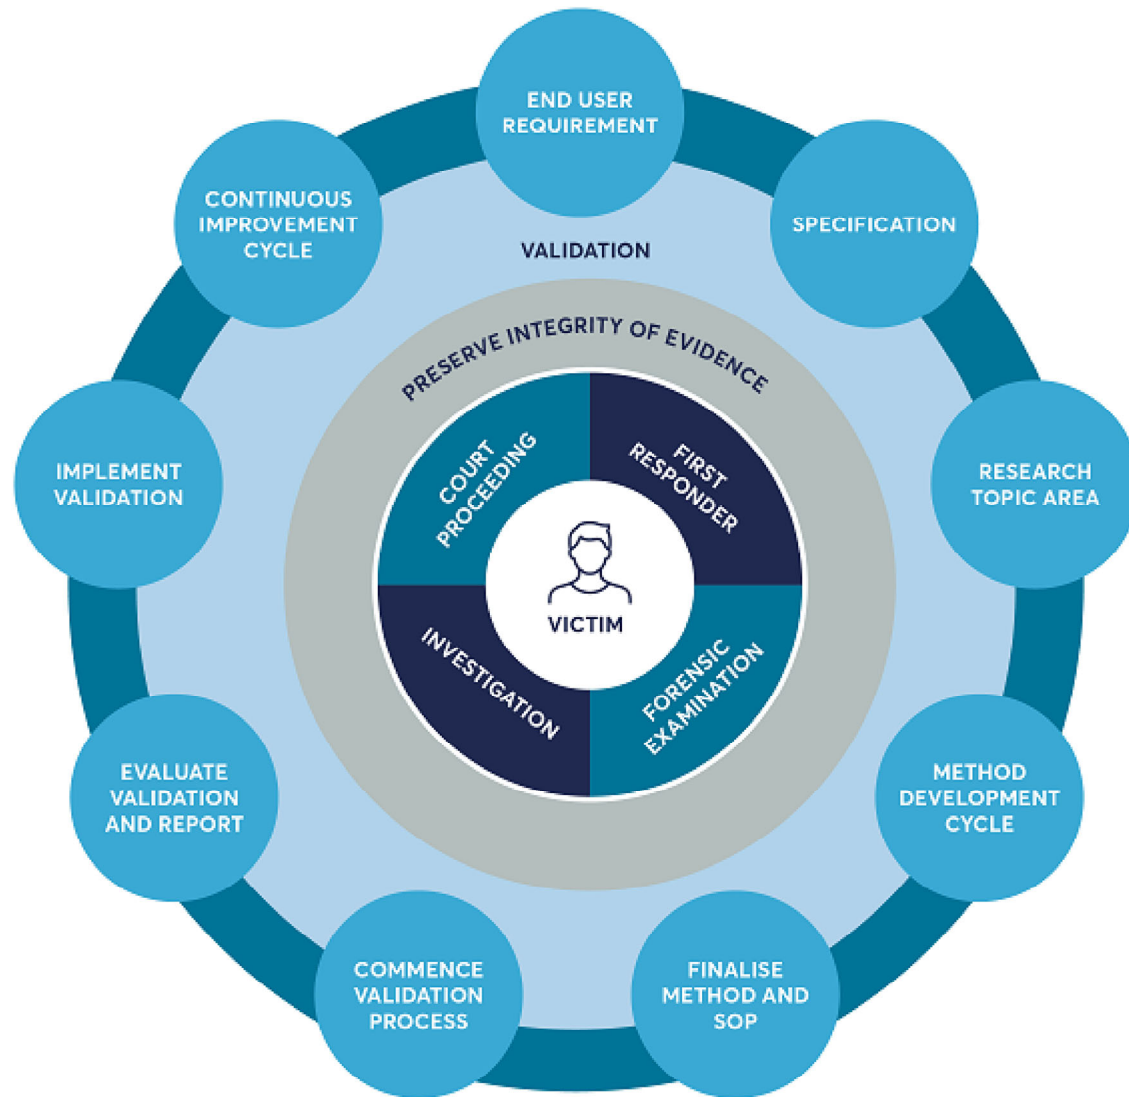 END USER
REQUIREMENT
SPECIFICATION
RESEARCH
TOPIC AREA
METHOD
DEVELOPMENT
CYCLE
FINALISE
METHOD AND
SOP
COMMENCE
VALIDATION
PROCESS
EVALUATE
VALIDATION
AND REPORT
IMPLEMENT
VALIDATION
CONTINUOUS
IMPROVEMENT
CYCLE
VALIDATION
PRESERVE INTEGRITY OF EVIDENCE
FIRST
RESPONDER
FORENSIC
EXAMINATION
INVESTIGATION
COURT
PROCEEDING
VICTIM